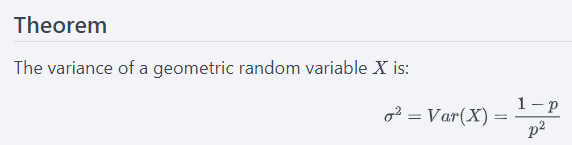 Theorem
The variance of a geometric random variable X is:
σ² = Var(X) = (1 − p) / p²